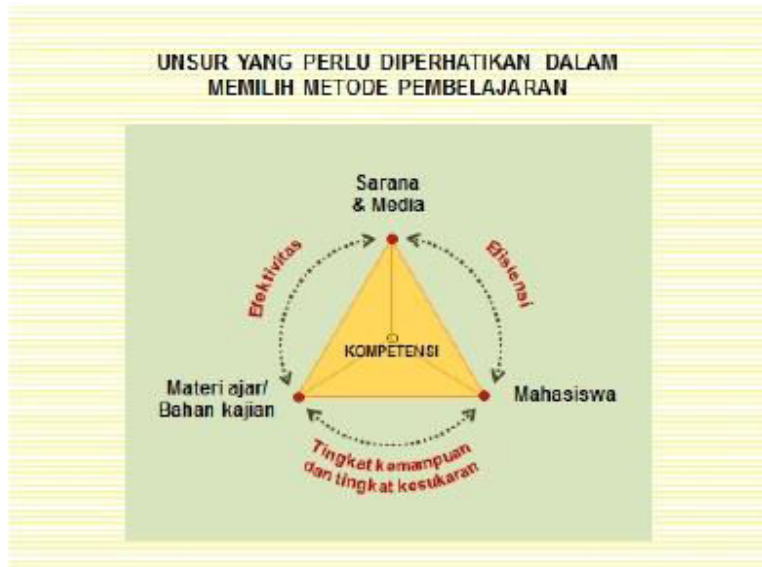 UNSUR YANG PERLU DIPERHATIKAN DALAM
MEMILIH METODE PEMBELAJARAN
Sarana
& Media
Efektivitas
Efisiensi
KOMPETENSI
Materi ajar/
Bahan kajian
Mahasiswa
Tingkat kemampuan
dan tingkat kesukaran